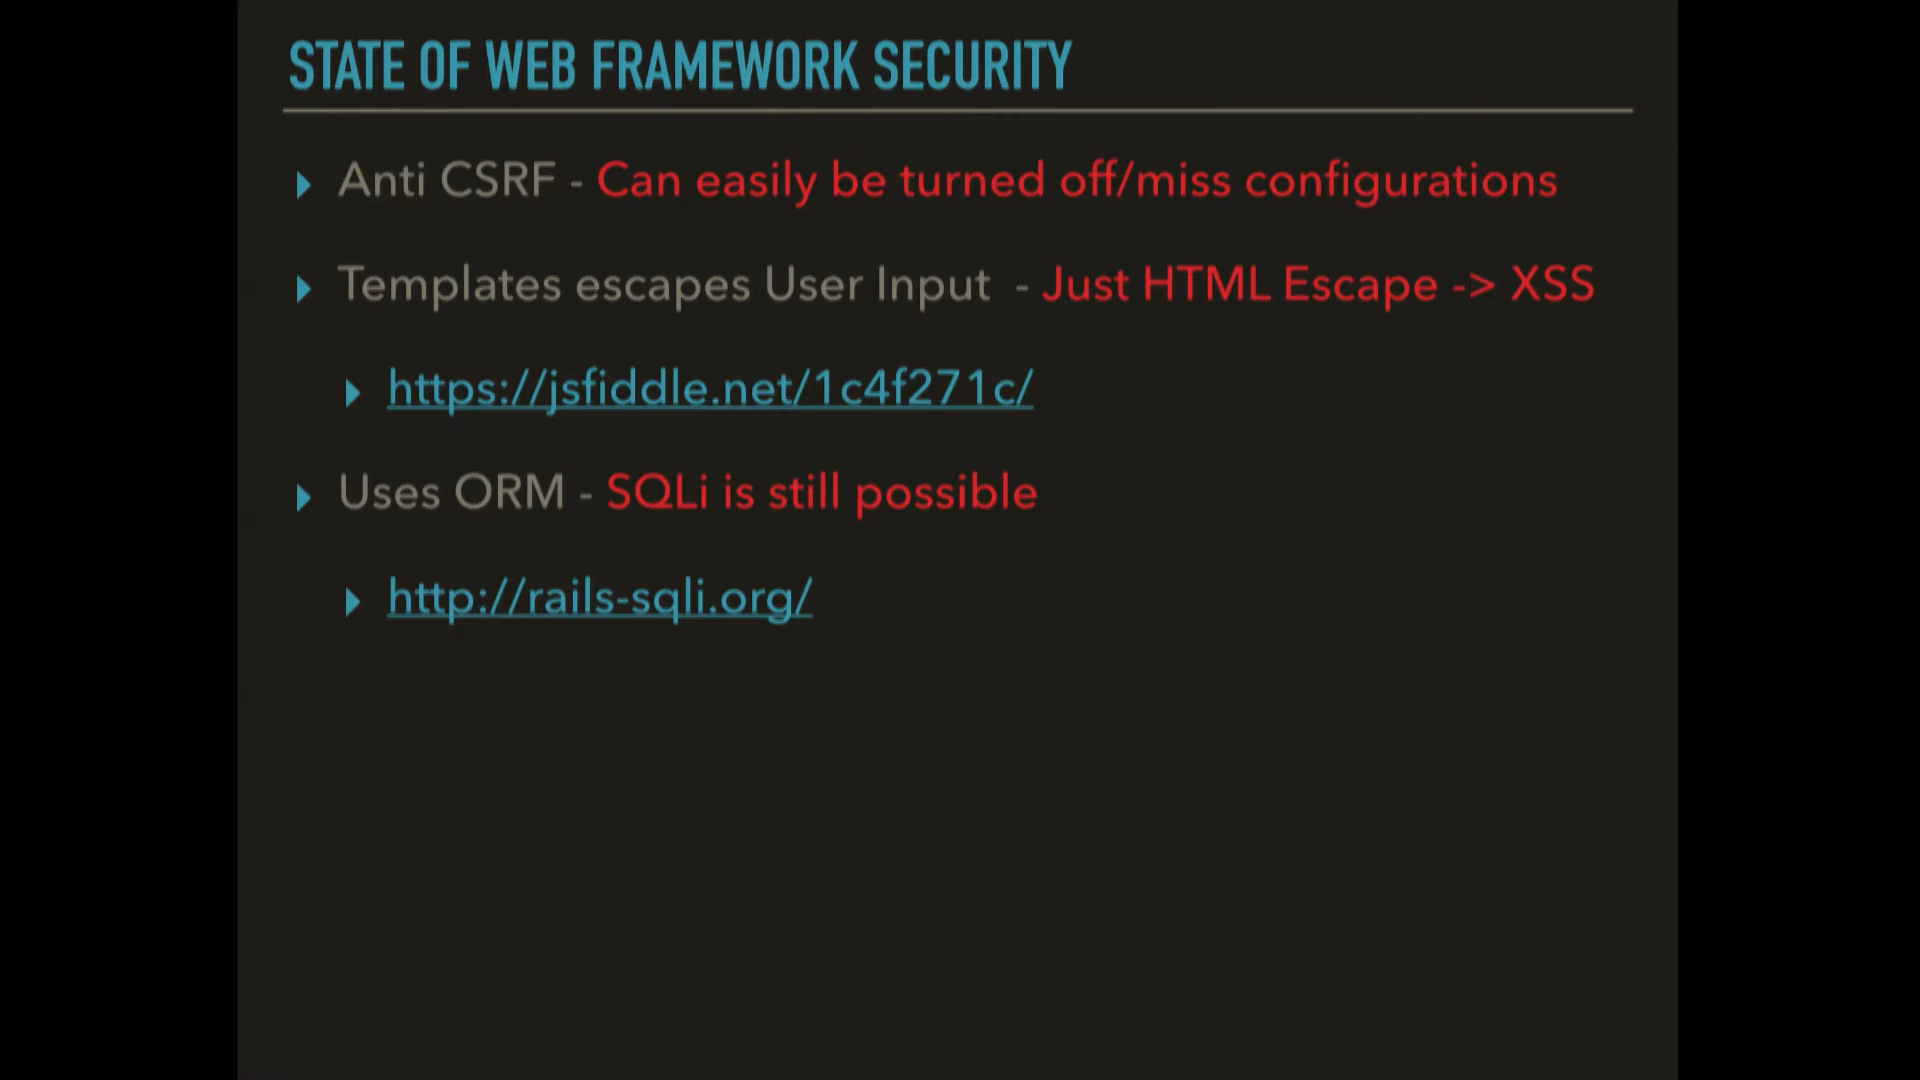 STATE OF WEB FRAMEWORK SECURITY
Anti CSRF - Can easily be turned off/miss configurations
Templates escapes User Input - Just HTML Escape -> XSS
https://jsfiddle.net/1c4f271c/
Uses ORM - SQLi is still possible
http://rails-sqli.org/